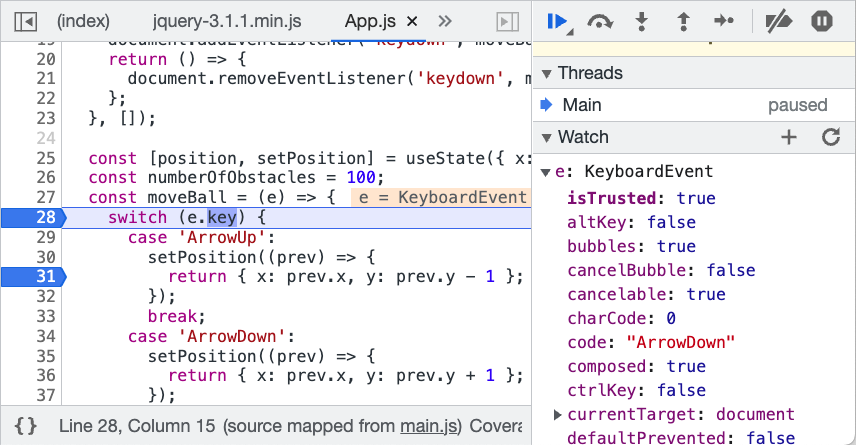 (index) jquery-3.1.1.min.js App.js × »
document.addEventListener('keydown', moveBa
20 return () => {
21 document.removeEventListener('keydown', m
22 };
23 }, []);
24
25 const [position, setPosition] = useState({ x:
26 const numberOfObstacles = 100;
27 const moveBall = (e) => { e = KeyboardEvent
28 switch (e.key) {
29 case 'ArrowUp':
30 setPosition((prev) => {
31 return { x: prev.x, y: prev.y - 1 };
32 });
33 break;
34 case 'ArrowDown':
35 setPosition((prev) => {
36 return { x: prev.x, y: prev.y + 1 };
37 });
{} Line 28, Column 15 (source mapped from main.js) Covera
Threads
Main paused
Watch
e: KeyboardEvent
isTrusted: true
altKey: false
bubbles: true
cancelBubble: false
cancelable: true
charCode: 0
code: "ArrowDown"
composed: true
ctrlKey: false
currentTarget: document
defaultPrevented: false